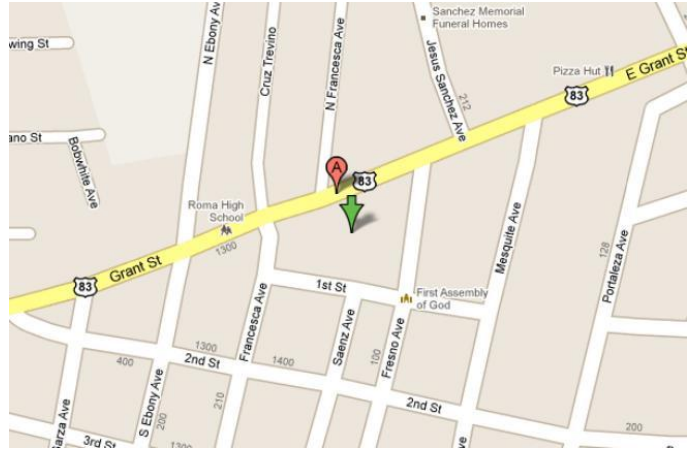 Sanchez Memorial
Funeral Homes
wing St
N Ebony Ave
Cruz Trevino
N Francesca Ave
Jesus Sanchez Ave
212
Pizza Hut
E Grant St
83
ano St
Bobwhite Ave
A
83
Roma High
School
1300
Grant St
83
Mesquite Ave
128
Portaleza Ave
1st St
First Assembly
of God
Francesca Ave
Saenz Ave
100
Fresno Ave
1300
400
2nd St
1400
2nd St
S Ebony Ave
200
210
Garza Ave
3rd St
1300
200